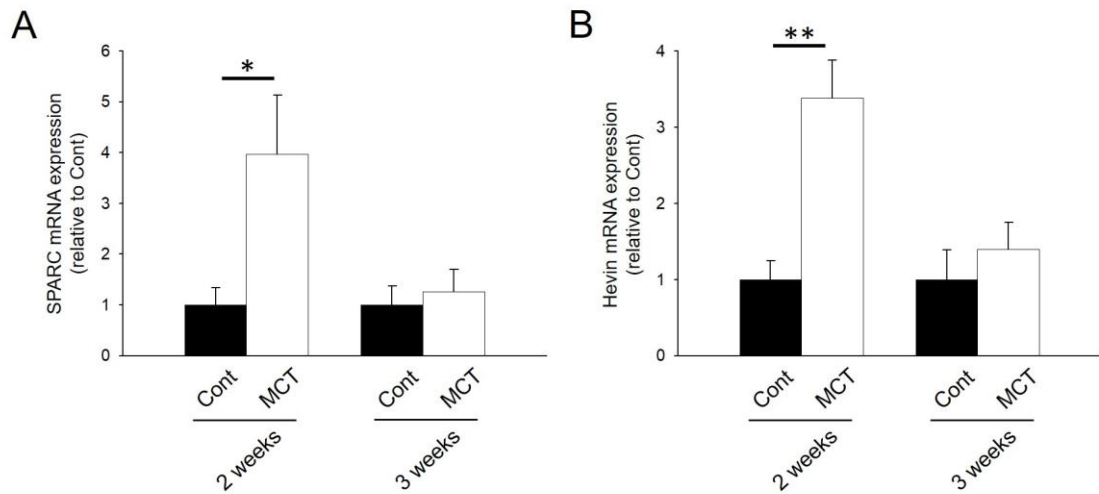 A
SPARC mRNA expression
(relative to Cont)
6
5
4
3
2
1
0
*
Cont
MCT
Cont
MCT
2 weeks
3 weeks
B
Hevin mRNA expression
(relative to Cont)
4
3
2
1
0
**
Cont
MCT
Cont
MCT
2 weeks
3 weeks